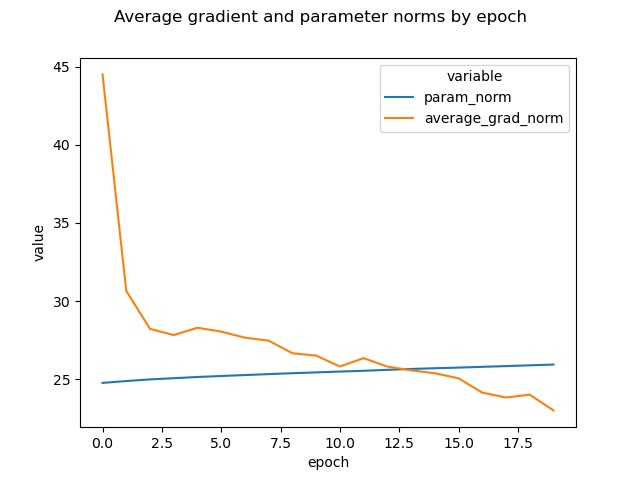 Average gradient and parameter norms by epoch
variable
param_norm
average_grad_norm
value
45
40
35
30
25
0.0 2.5 5.0 7.5 10.0 12.5 15.0 17.5
epoch